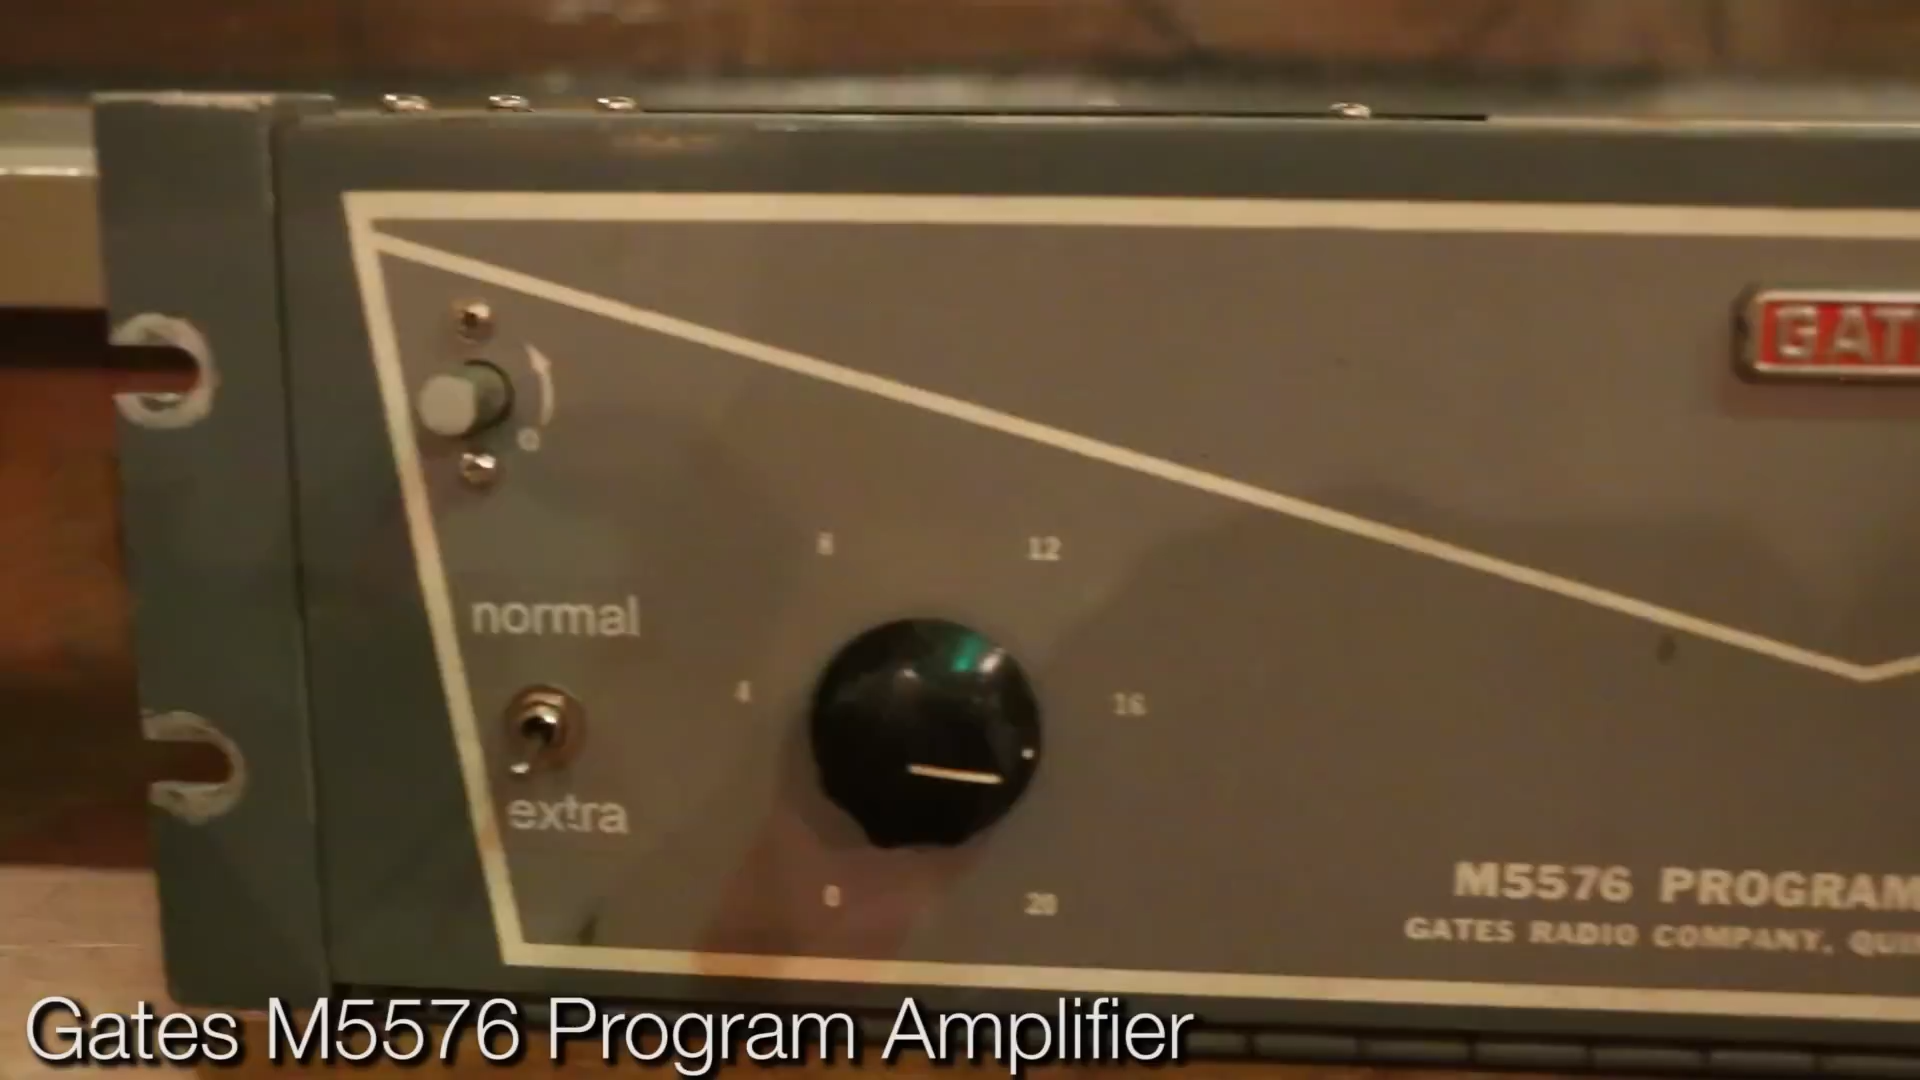 GAT
8
12
normal
4
16
extra
0
20
M5576 PROGRAM
GATES RADIO COMPANY, QUI
Gates M5576 Program Amplifier